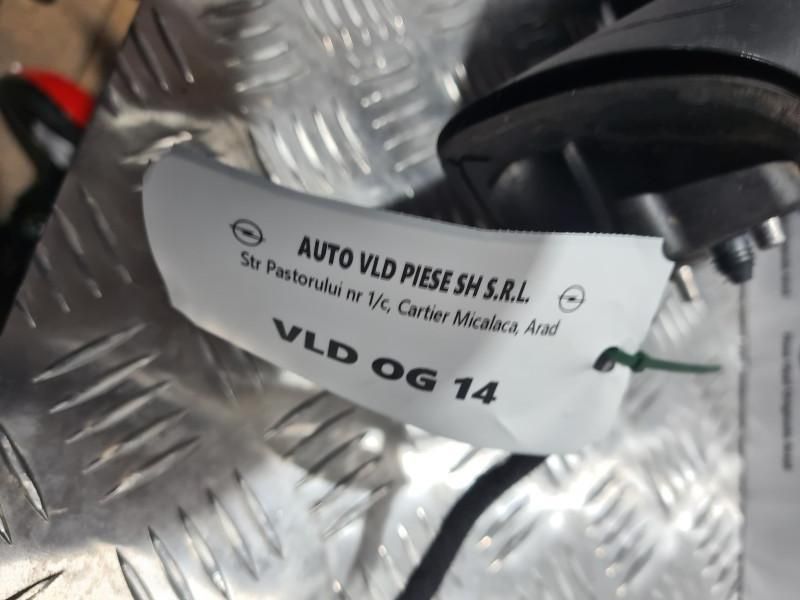 AUTO VLD PIESE SH S.R.L.
Str Pastorului nr 1/c, Cartier Micalaca, Arad
VLD OG 14